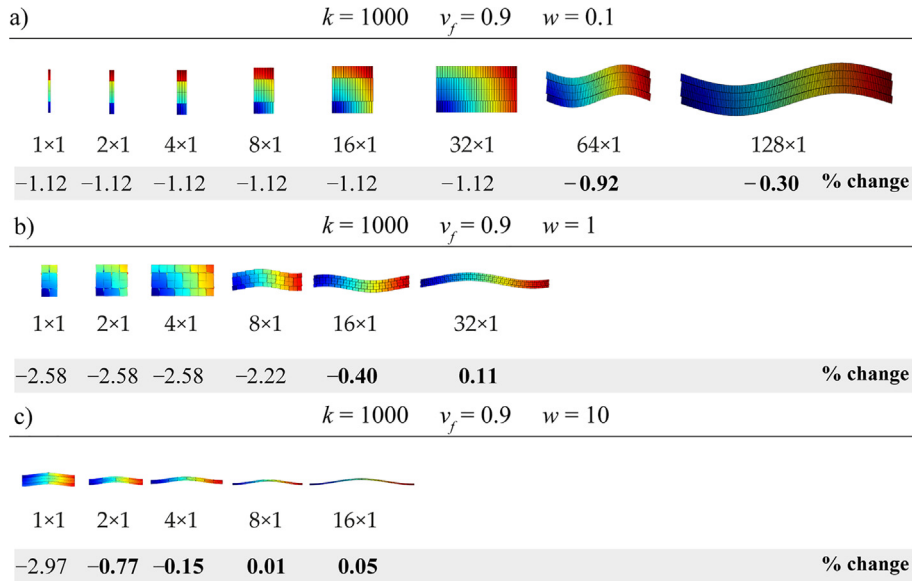 a) k = 1000 v_f = 0.9 w = 0.1
1×1 2×1 4×1 8×1 16×1 32×1 64×1 128×1
−1.12 −1.12 −1.12 −1.12 −1.12 −1.12 −0.92 −0.30 % change
b) k = 1000 v_f = 0.9 w = 1
1×1 2×1 4×1 8×1 16×1 32×1
−2.58 −2.58 −2.58 −2.22 −0.40 0.11 % change
c) k = 1000 v_f = 0.9 w = 10
1×1 2×1 4×1 8×1 16×1
−2.97 −0.77 −0.15 0.01 0.05 % change